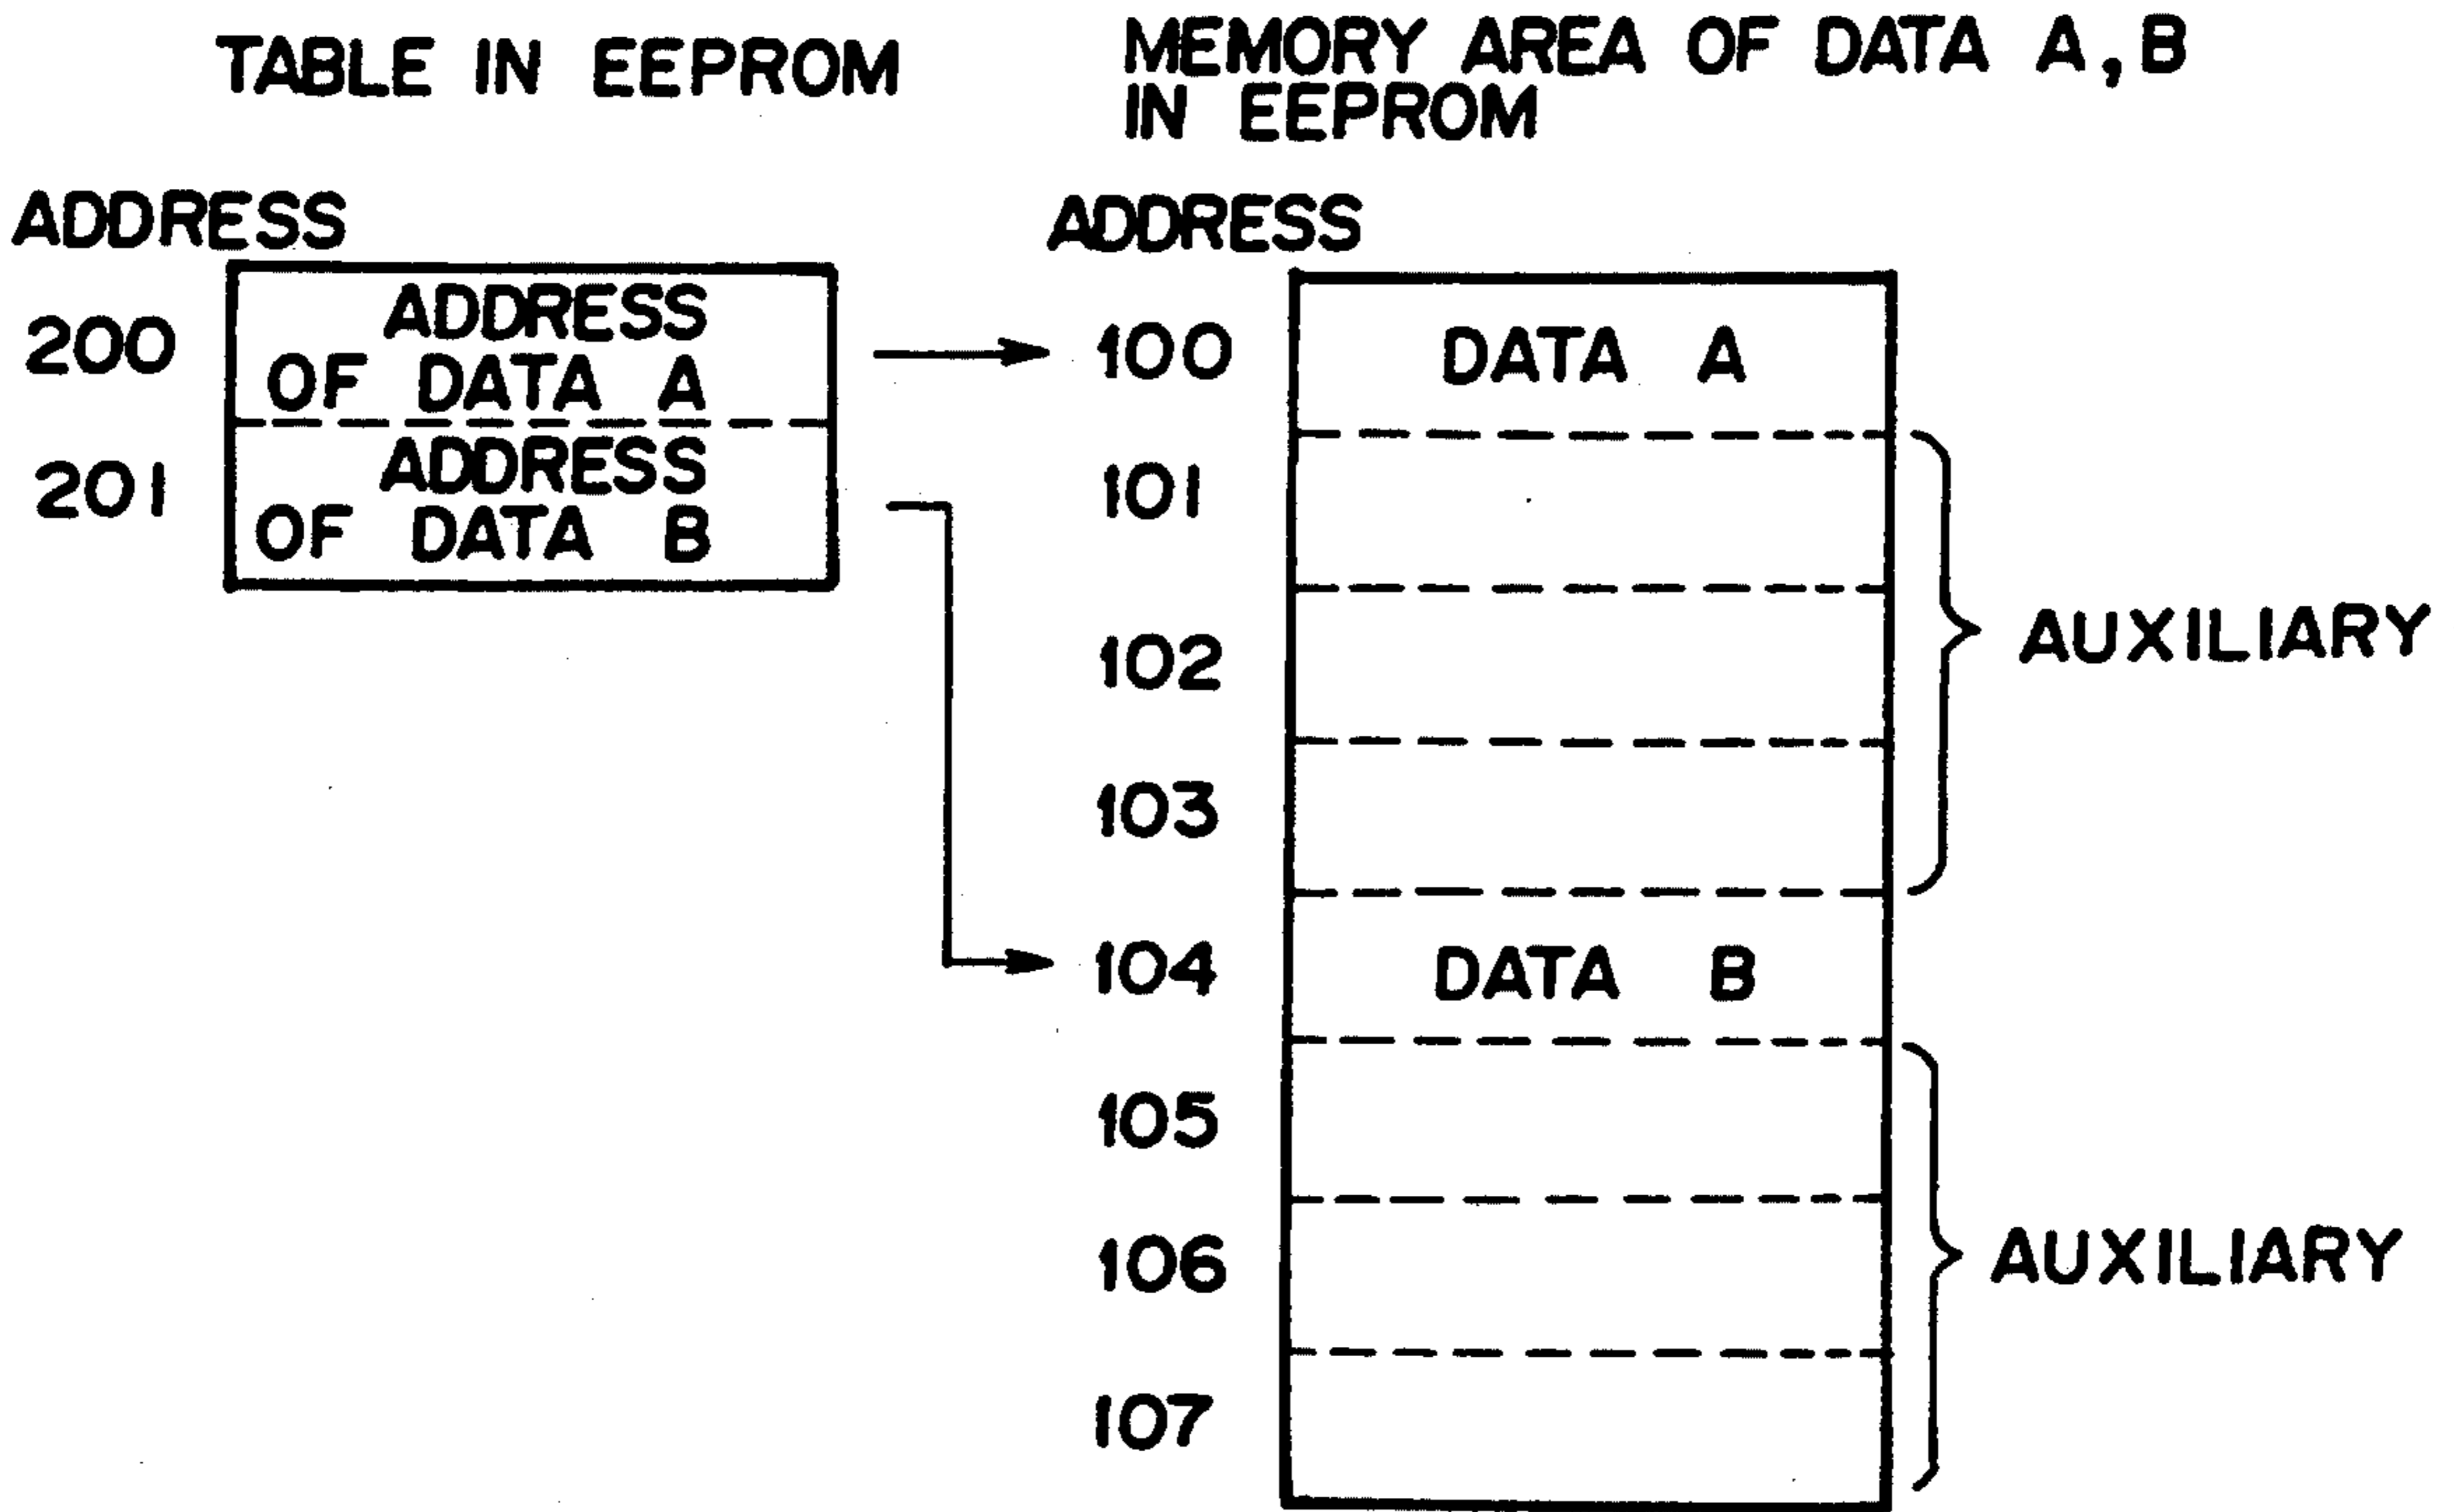 TABLE IN EEPROM
MEMORY AREA OF DATA A, B
IN EEPROM
ADDRESS
200
ADDRESS
OF DATA A
201
ADDRESS
OF DATA B
ADDRESS
100
DATA A
101
102
103
AUXILIARY
104
DATA B
105
106
107
AUXILIARY